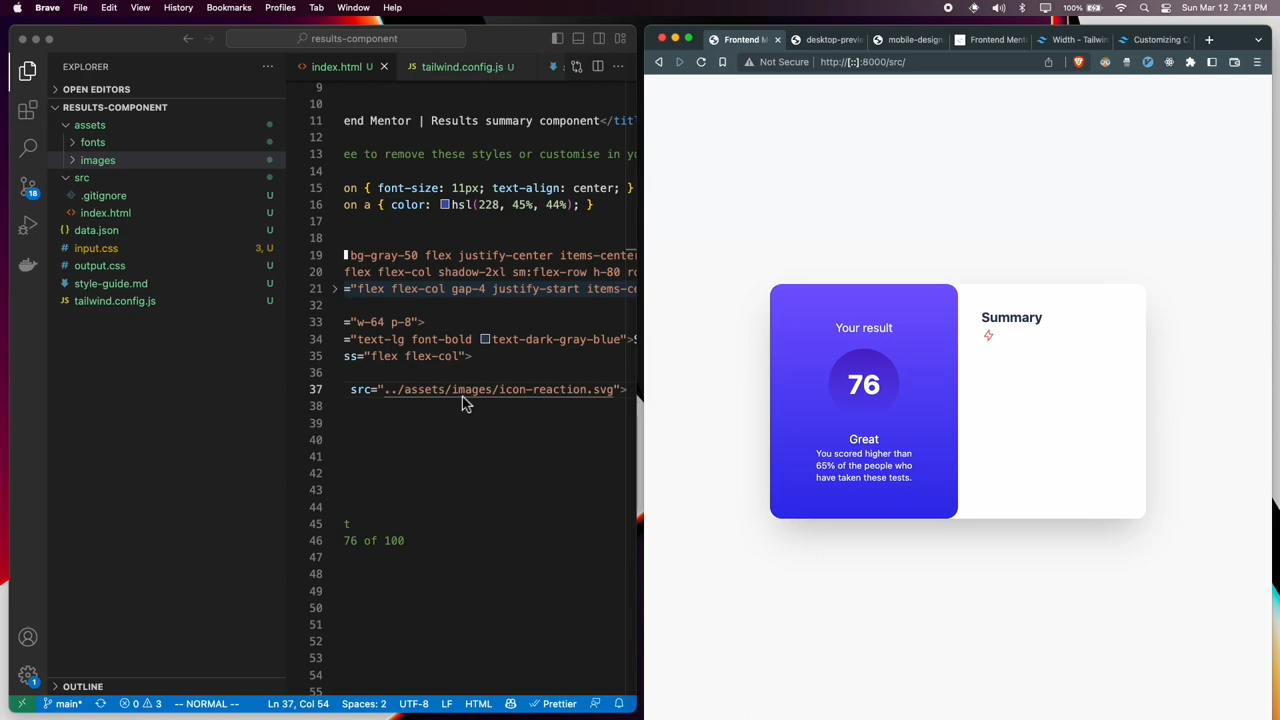 Brave File Edit View History Bookmarks Profiles Tab Window Help
100% Sun Mar 12 7:41 PM
results-component
EXPLORER
OPEN EDITORS
RESULTS-COMPONENT
assets
fonts
images
src
.gitignore U
index.html U
data.json U
input.css 3, U
output.css U
style-guide.md U
tailwind.config.js U
OUTLINE
18
1
index.html U
tailwind.config.js U
9
10
11 end Mentor | Results summary component</titl
12
13 ee to remove these styles or customise in yo
14
15 on { font-size: 11px; text-align: center; }
16 on a { color: hsl(228, 45%, 44%); }
17
18
19 bg-gray-50 flex justify-center items-center
20 flex flex-col shadow-2xl sm:flex-row h-80 ro
21 ="flex flex-col gap-4 justify-start items-ce
32
33 ="w-64 p-8">
34 ="text-lg font-bold text-dark-gray-blue">S
35 ss="flex flex-col">
36
37 src="../assets/images/icon-reaction.svg">
38
39
40
41
42
43
44
45 t
46 76 of 100
47
48
49
50
51
52
53
54
55
main* 0 3 -- NORMAL -- Ln 37, Col 54 Spaces: 2 UTF-8 LF HTML Prettier
Frontend M desktop-previ mobile-design Frontend Ment Width - Tailwin Customizing C
Not Secure http://[::]:8000/src/
Your result
76
Great
You scored higher than
65% of the people who
have taken these tests.
Summary